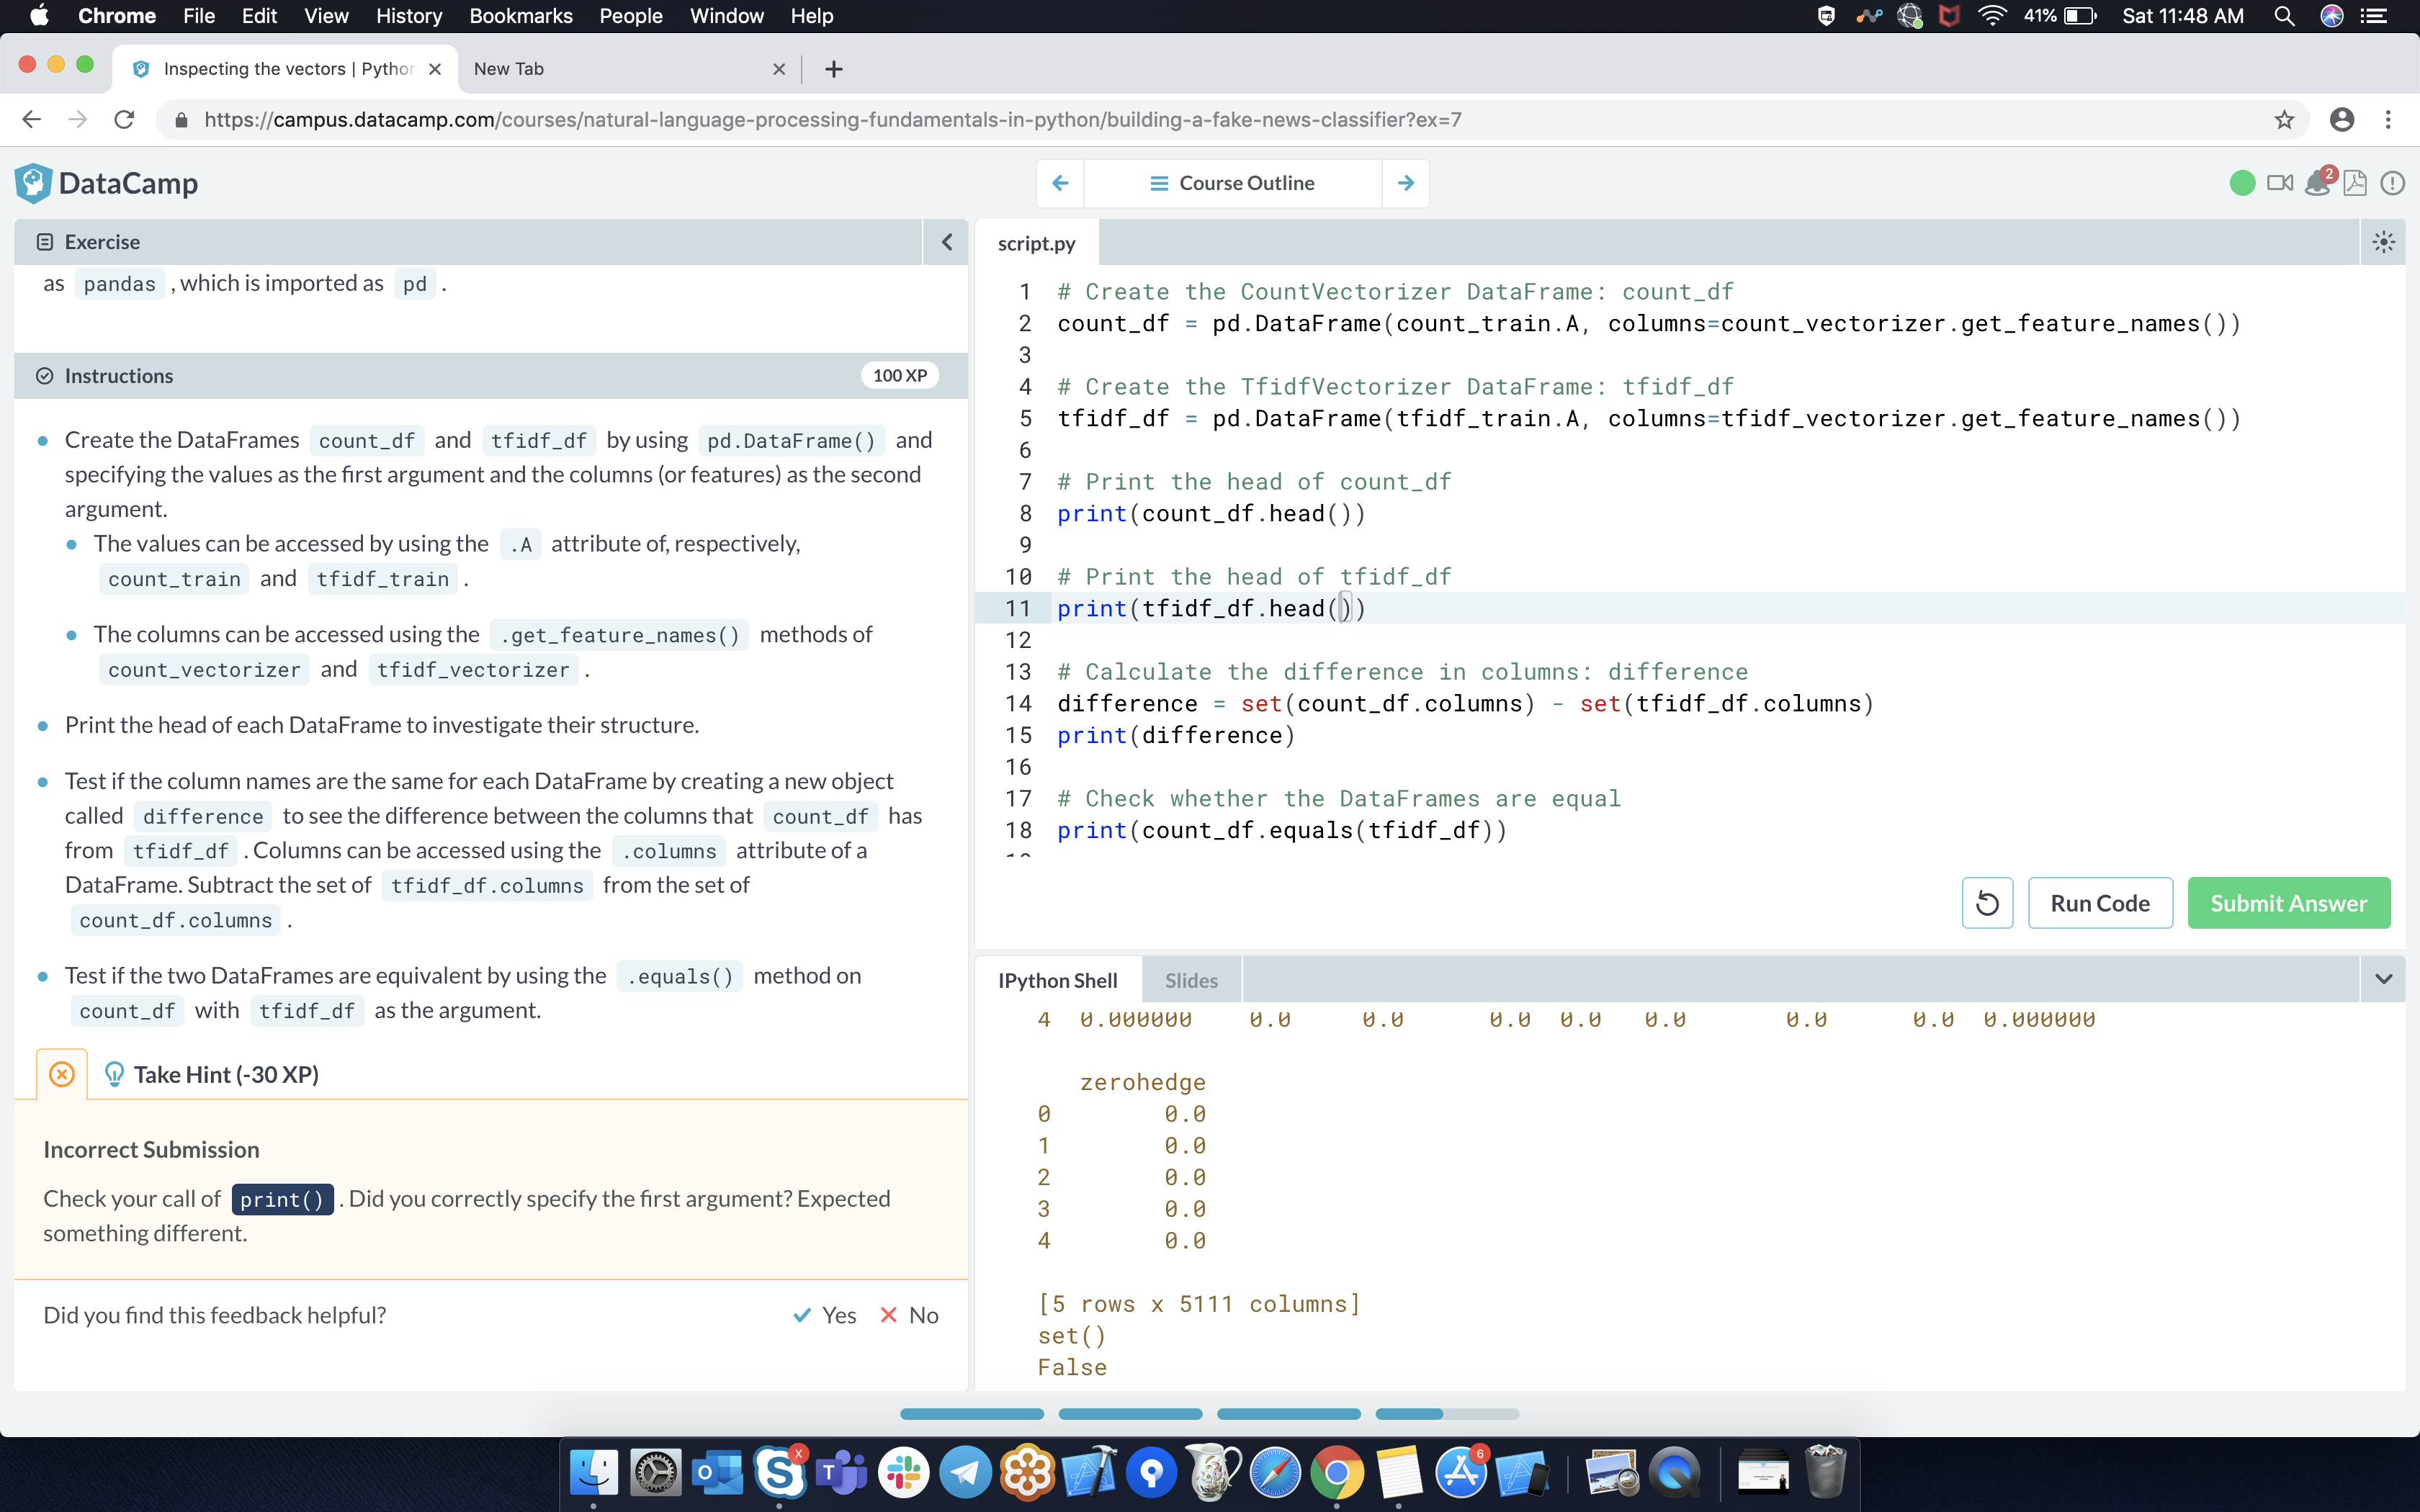 Chrome File Edit View History Bookmarks People Window Help 41% Sat 11:48 AM
Inspecting the vectors | Python New Tab
https://campus.datacamp.com/courses/natural-language-processing-fundamentals-in-python/building-a-fake-news-classifier?ex=7
DataCamp
Course Outline
2
Exercise
as pandas , which is imported as pd .
Instructions
100 XP
Create the DataFrames count_df and tfidf_df by using pd.DataFrame() and
specifying the values as the first argument and the columns (or features) as the second
argument.
The values can be accessed by using the .A attribute of, respectively,
count_train and tfidf_train .
The columns can be accessed using the .get_feature_names() methods of
count_vectorizer and tfidf_vectorizer .
Print the head of each DataFrame to investigate their structure.
Test if the column names are the same for each DataFrame by creating a new object
called difference to see the difference between the columns that count_df has
from tfidf_df . Columns can be accessed using the .columns attribute of a
DataFrame. Subtract the set of tfidf_df.columns from the set of
count_df.columns .
Test if the two DataFrames are equivalent by using the .equals() method on
count_df with tfidf_df as the argument.
Take Hint (-30 XP)
Incorrect Submission
Check your call of print() . Did you correctly specify the first argument? Expected
something different.
Did you find this feedback helpful? Yes No
script.py
1 # Create the CountVectorizer DataFrame: count_df
2 count_df = pd.DataFrame(count_train.A, columns=count_vectorizer.get_feature_names())
3
4 # Create the TfidfVectorizer DataFrame: tfidf_df
5 tfidf_df = pd.DataFrame(tfidf_train.A, columns=tfidf_vectorizer.get_feature_names())
6
7 # Print the head of count_df
8 print(count_df.head())
9
10 # Print the head of tfidf_df
11 print(tfidf_df.head())
12
13 # Calculate the difference in columns: difference
14 difference = set(count_df.columns) - set(tfidf_df.columns)
15 print(difference)
16
17 # Check whether the DataFrames are equal
18 print(count_df.equals(tfidf_df))
Run Code
Submit Answer
IPython Shell Slides
4 0.000000 0.0 0.0 0.0 0.0 0.0 0.0 0.0 0.000000
zerohedge
0 0.0
1 0.0
2 0.0
3 0.0
4 0.0
[5 rows x 5111 columns]
set()
False
X
6